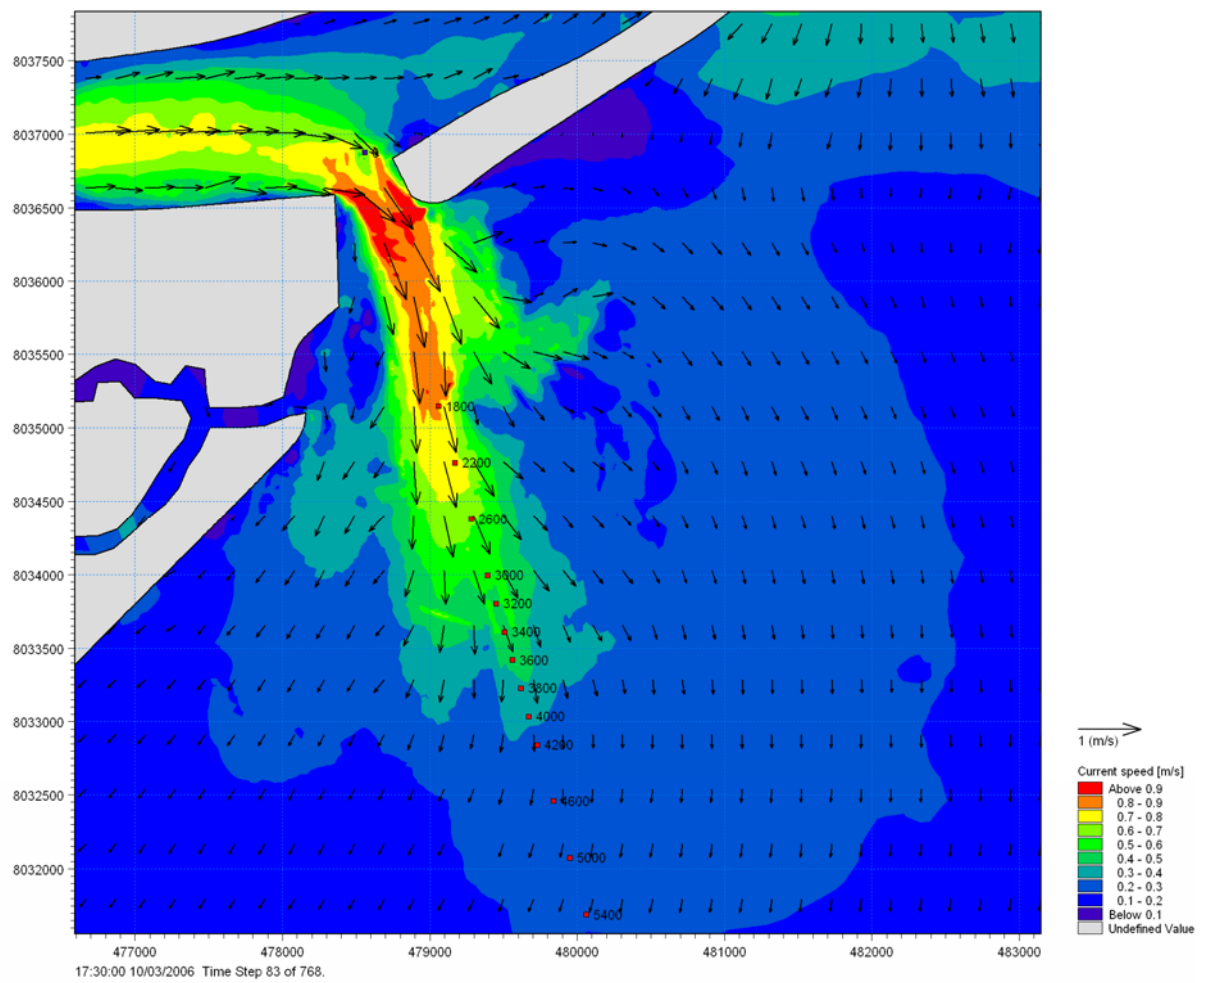 8037500
8037000
8036500
8036000
8035500
8035000
8034500
8034000
8033500
8033000
8032500
8032000
1800
2200
2600
3000
3200
3400
3600
3800
4000
4200
4600
5000
5400
477000 478000 479000 480000 481000 482000 483000
17:30:00 10/03/2006 Time Step 83 of 768.
1 (m/s)
Current speed [m/s]
Above 0.9
0.8 - 0.9
0.7 - 0.8
0.6 - 0.7
0.5 - 0.6
0.4 - 0.5
0.3 - 0.4
0.2 - 0.3
0.1 - 0.2
Below 0.1
Undefined Value